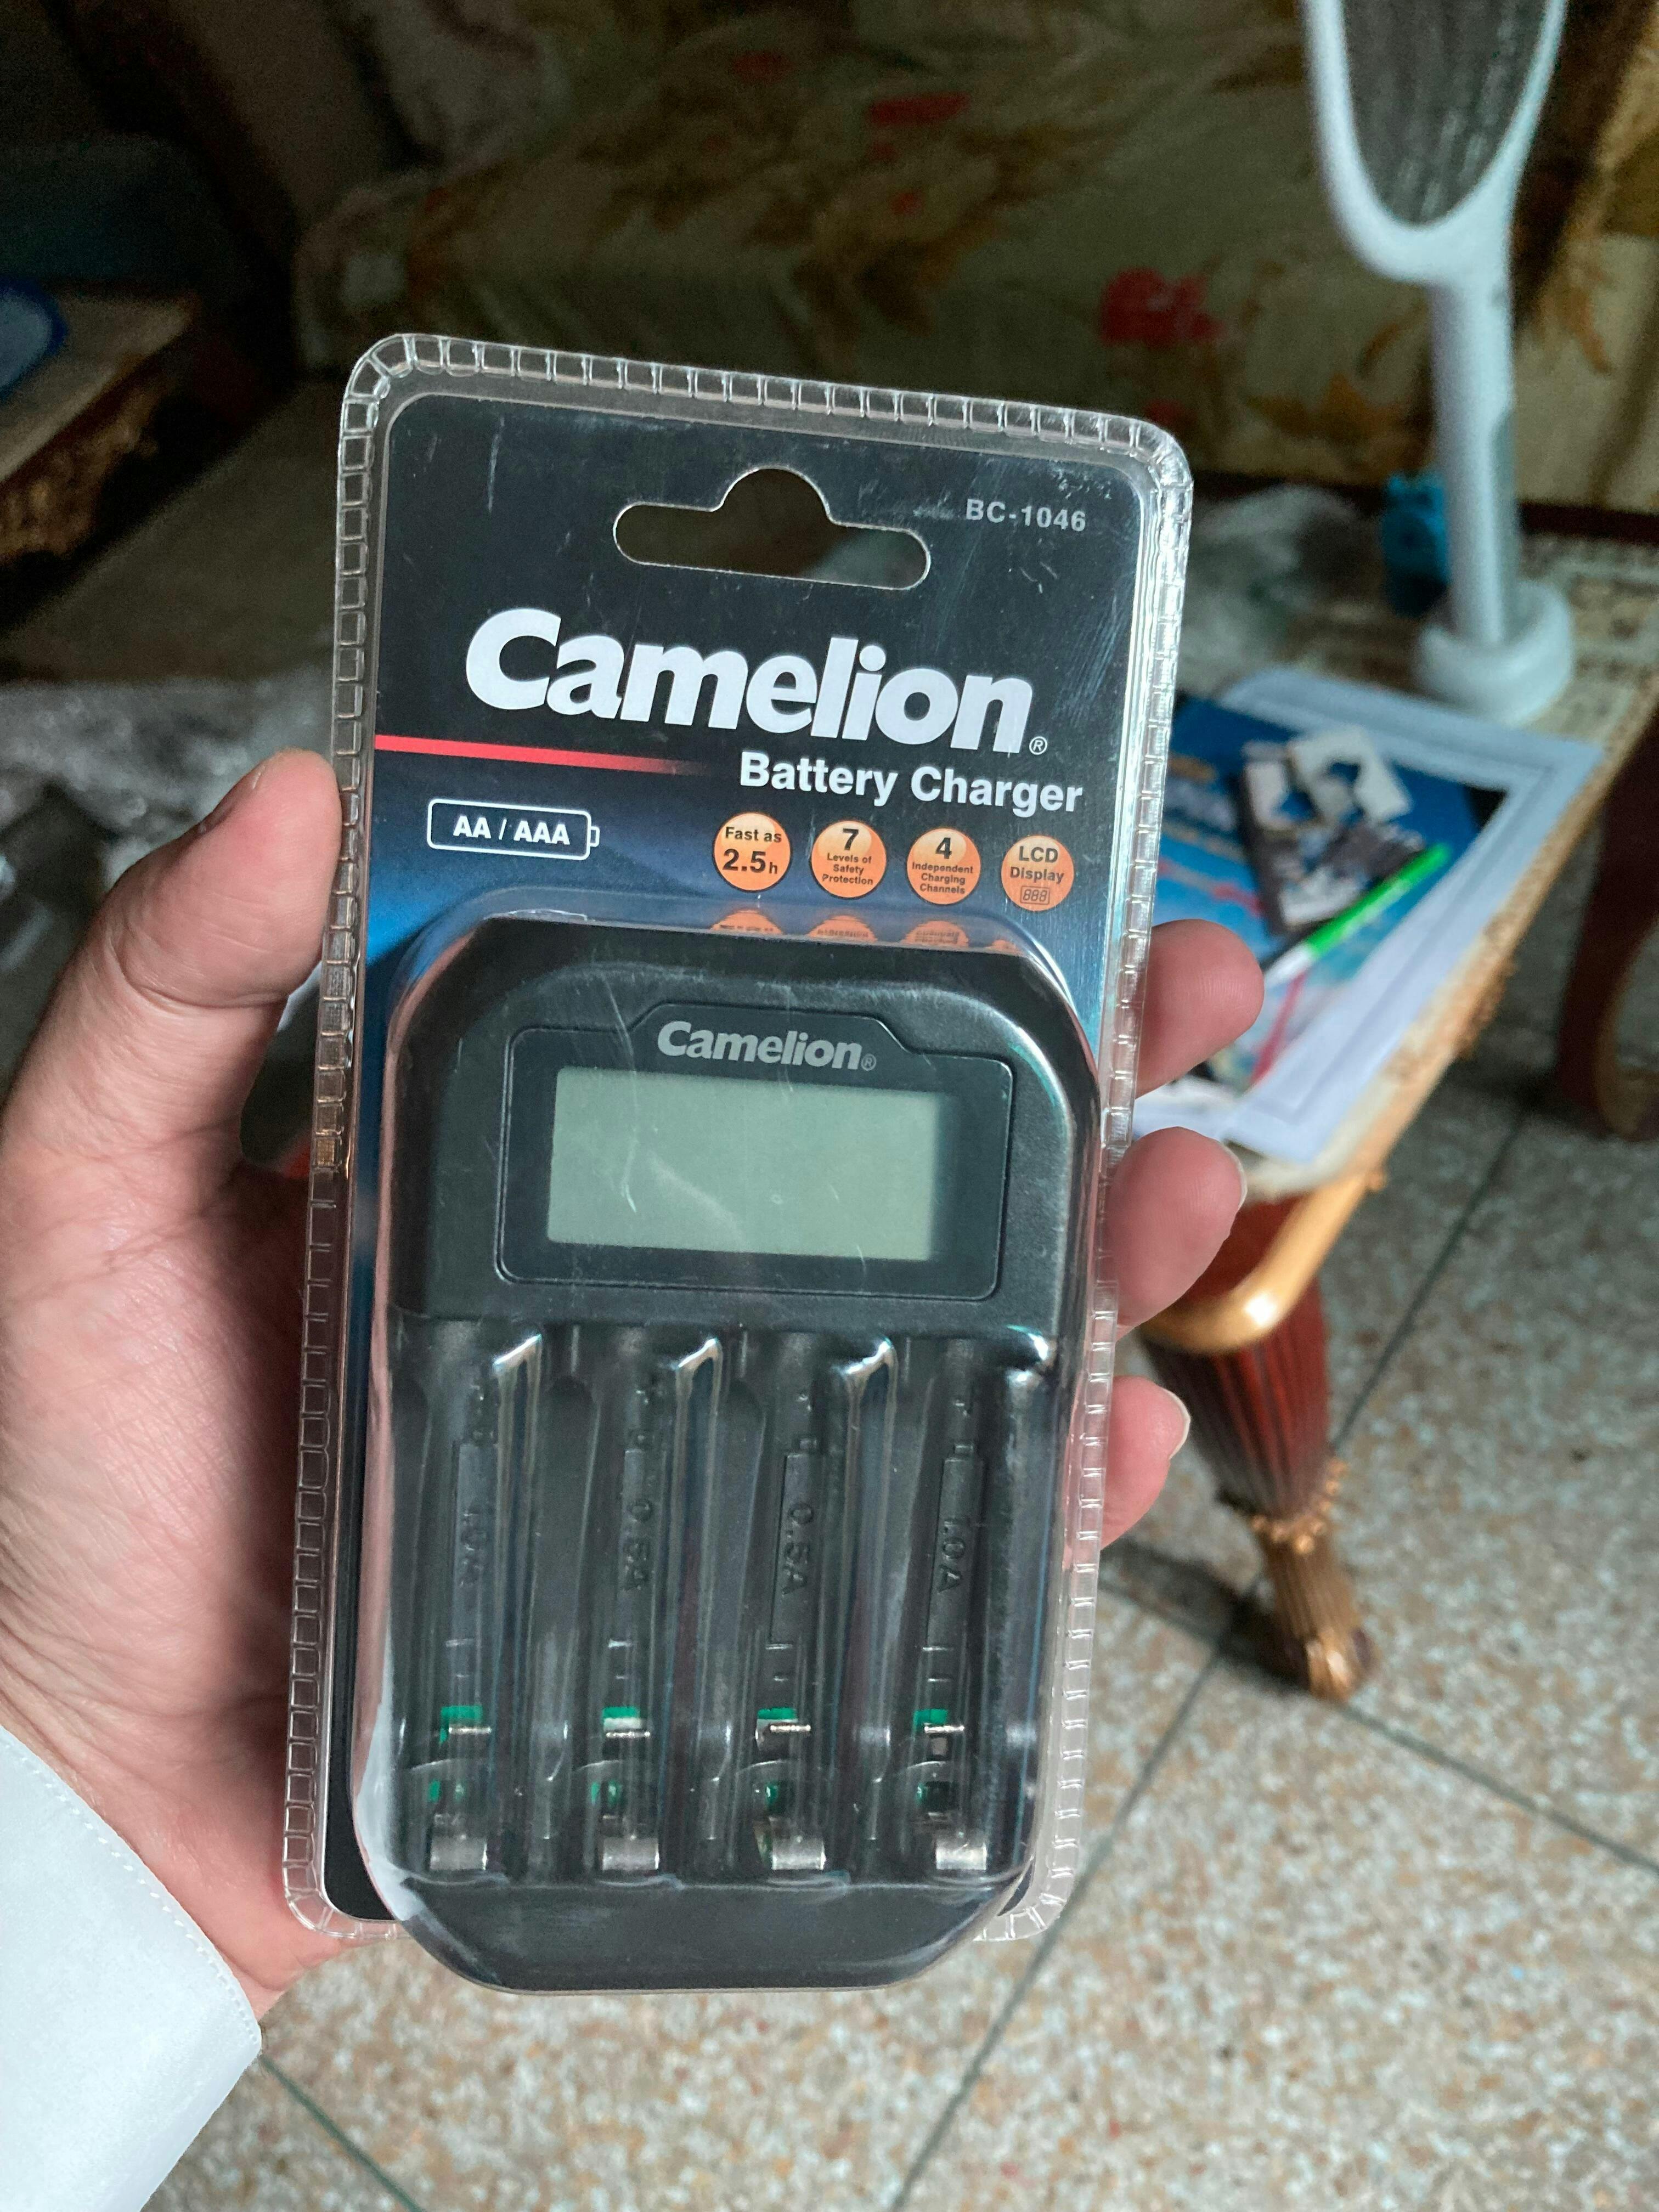 BC-1046
Camelion®
Battery Charger
AA / AAA
Fast as
2.5h
7
Levels of
Safety
Protection
4
Independent
Charging
Channels
LCD
Display
888
Camelion®
1.0A
0.5A
0.5A
1.0A